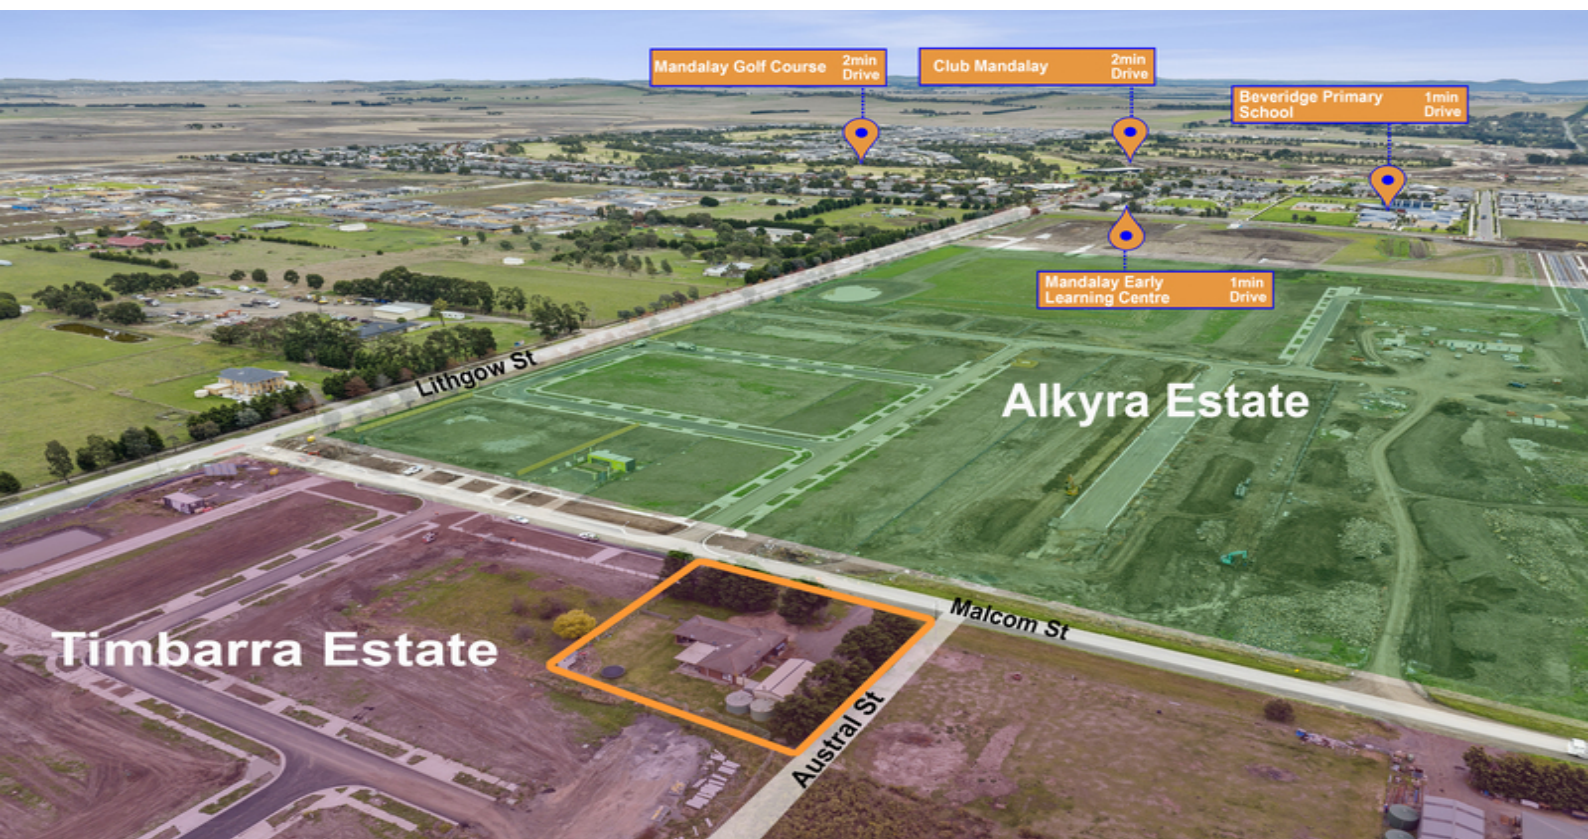 Mandalay Golf Course
2min
Drive
Club Mandalay
2min
Drive
Beveridge Primary
School
1min
Drive
Mandalay Early
Learning Centre
1min
Drive
Lithgow St
Alkyra Estate
Malcom St
Timbarra Estate
Austral St